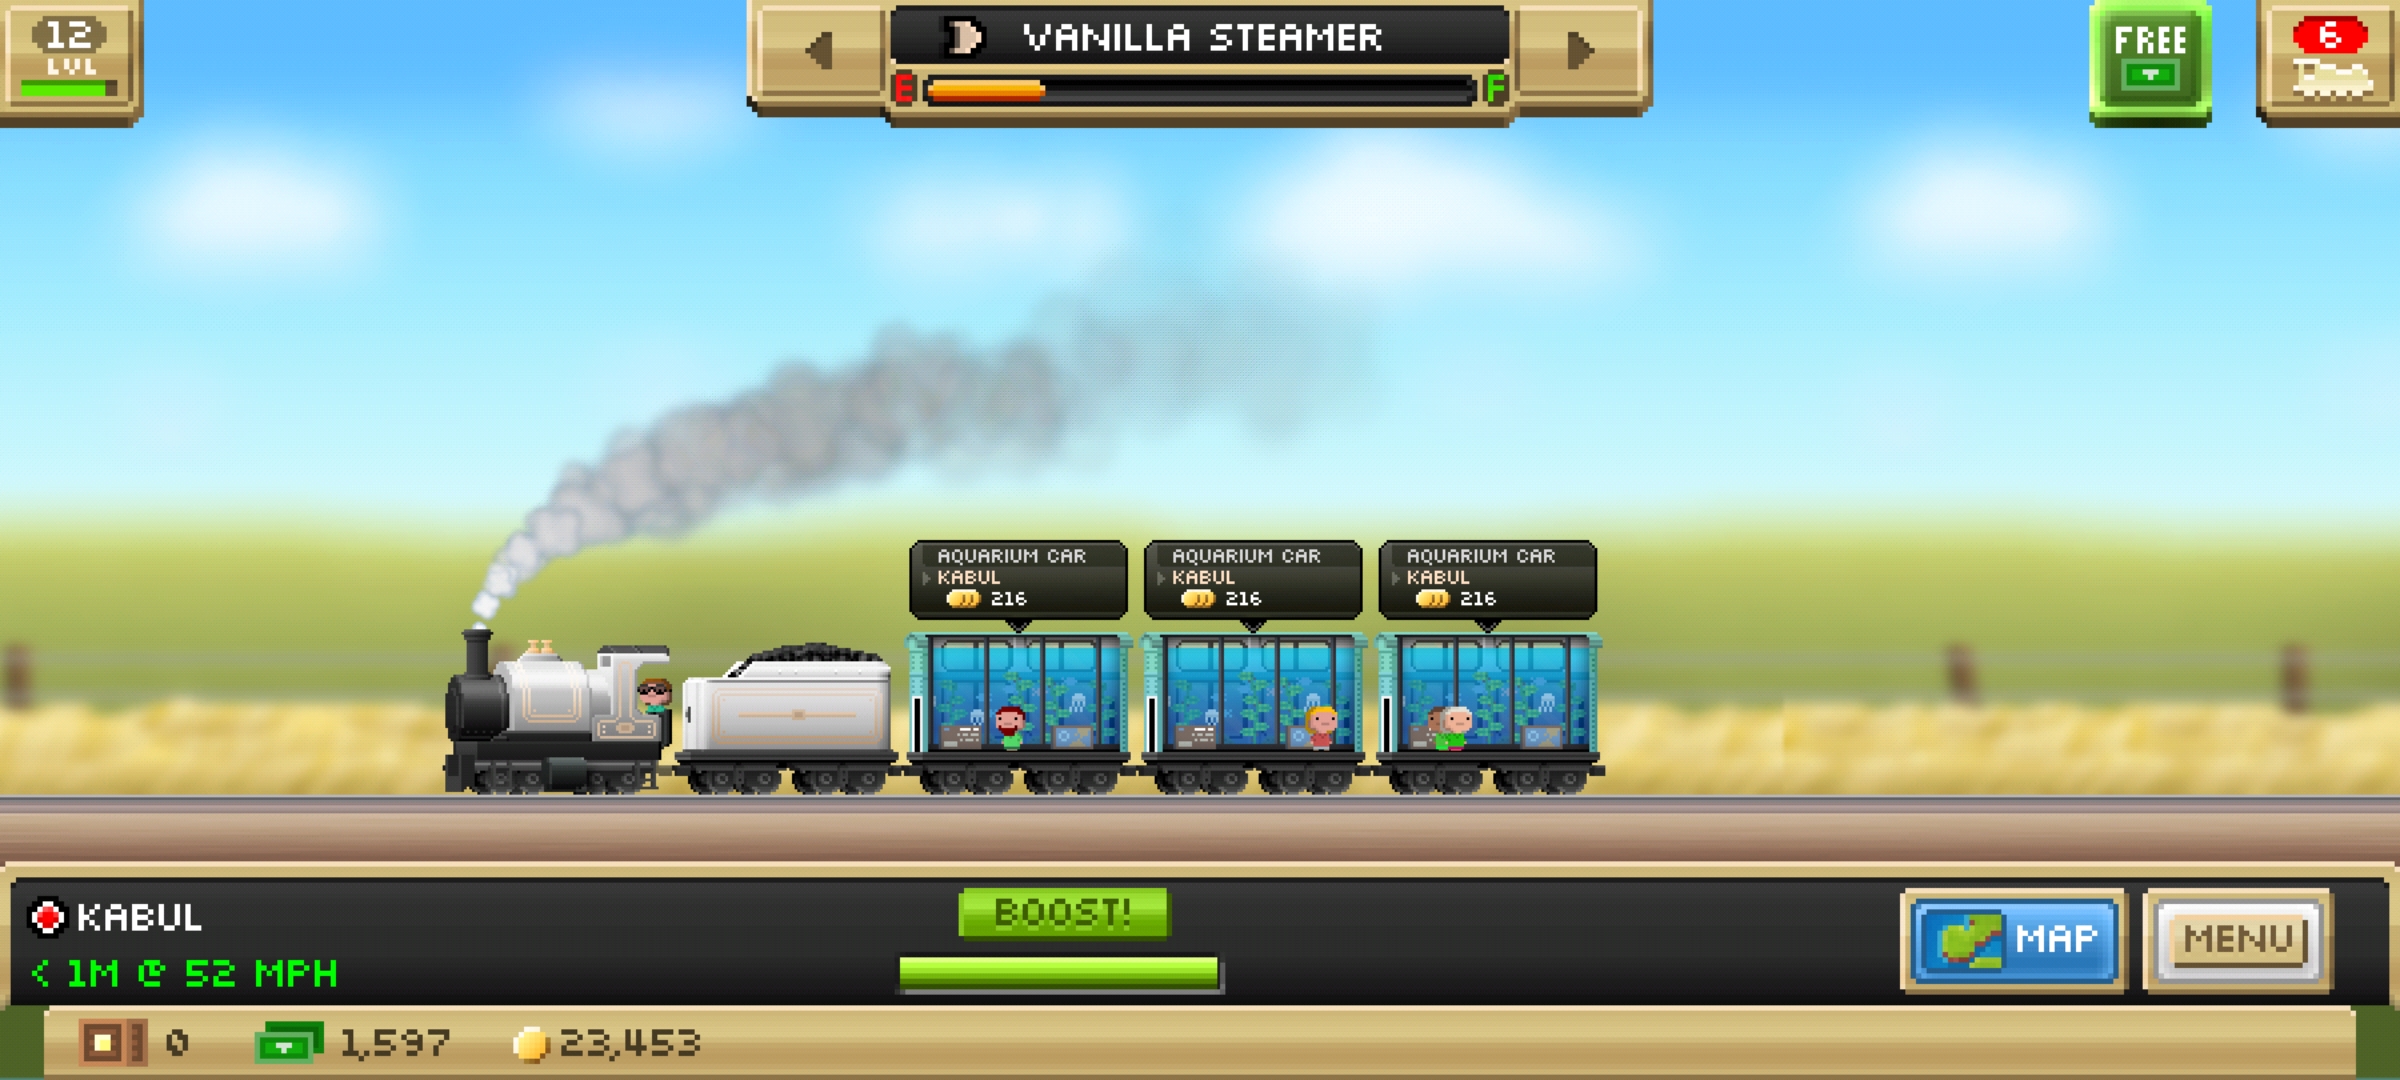 12
LVL
VANILLA STEAMER
E F
FREE
6
AQUARIUM CAR
KABUL
216
AQUARIUM CAR
KABUL
216
AQUARIUM CAR
KABUL
216
KABUL
< 1M @ 52 MPH
BOOST!
MAP
MENU
0
1,597
23,453